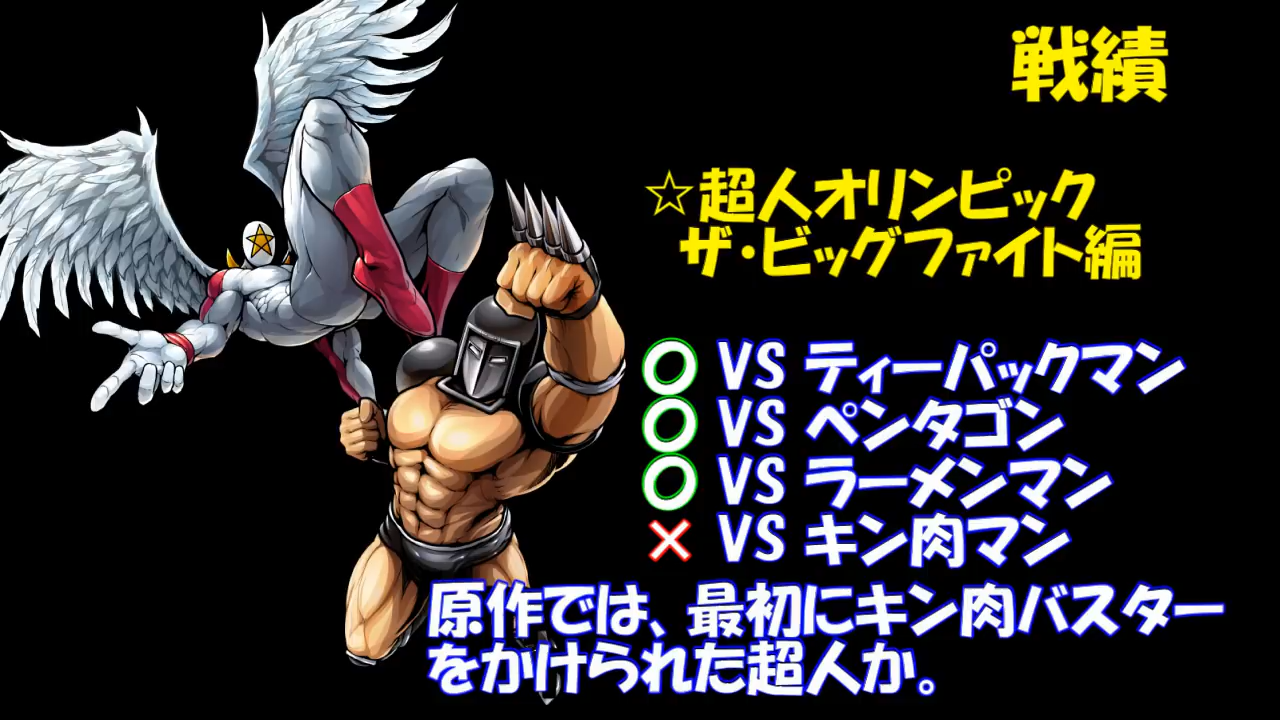 戦績
☆超人オリンピック
ザ・ビッグファイト編
○ VS ティーパックマン
○ VS ペンタゴン
○ VS ラーメンマン
× VS キン肉マン
原作では、最初にキン肉バスター
をかけられた超人か。